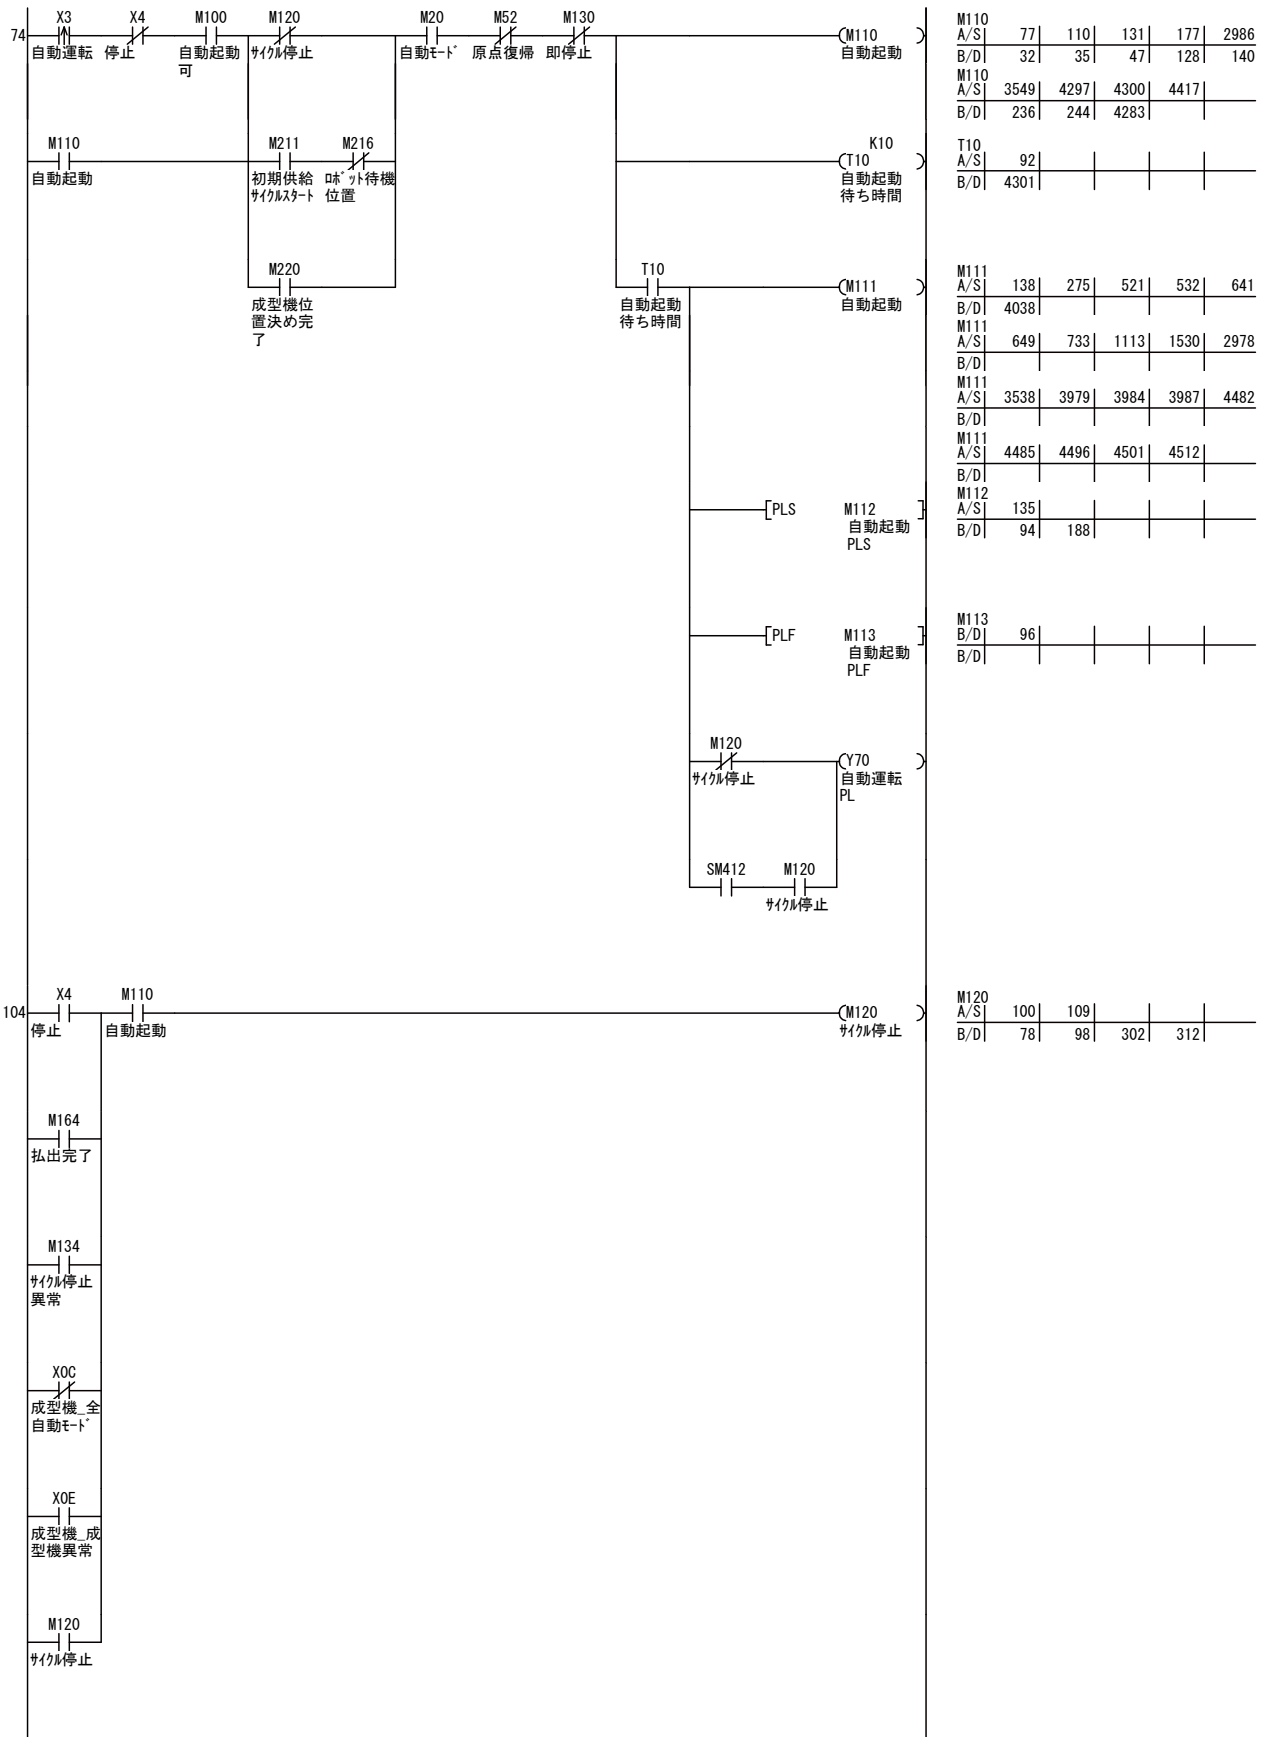 X3 X4 M100 M120 M20 M52 M130 M110
74 (M110 )
自動運転 停止 自動起動 ｻｲｸﾙ停止 自動ﾓｰﾄﾞ 原点復帰 即停止 自動起動
可
A/S 77 110 131 177 2986
B/D 32 35 47 128 140
M110
A/S 3549 4297 4300 4417
B/D 236 244 4283
M110 M211 M216 K10 T10
(T10 )
A/S 92
自動起動 初期供給 ﾛﾎﾞｯﾄ待機 自動起動
B/D 4301
ｻｲｸﾙｽﾀｰﾄ 位置 待ち時間
M220 T10 M111
(M111 )
A/S 138 275 521 532 641
成型機位 自動起動 自動起動
置決め完 待ち時間
了
B/D 4038
M111
A/S 649 733 1113 1530 2978
B/D
M111
A/S 3538 3979 3984 3987 4482
B/D
M111
A/S 4485 4496 4501 4512
B/D
M112
[PLS M112 ]
A/S 135
自動起動
B/D 94 188
PLS
M113
[PLF M113 ]
B/D 96
自動起動
B/D
PLF
M120
(Y70 )
ｻｲｸﾙ停止 自動運転
PL
SM412 M120
ｻｲｸﾙ停止
X4 M110 M120
104 (M120 )
A/S 100 109
停止 自動起動 ｻｲｸﾙ停止
B/D 78 98 302 312
M164
払出完了
M134
ｻｲｸﾙ停止
異常
X0C
成型機_全
自動ﾓｰﾄﾞ
X0E
成型機_成
型機異常
M120
ｻｲｸﾙ停止